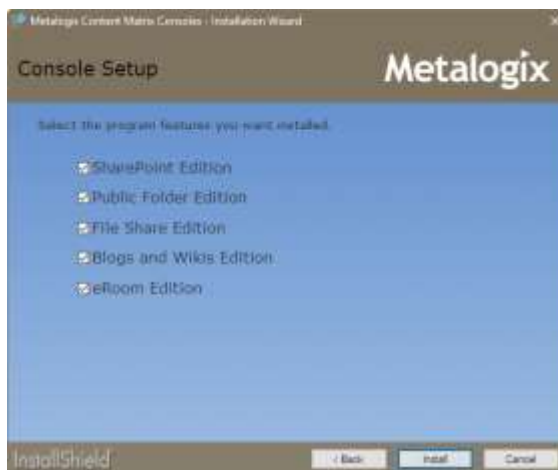 Metalogix Content Matrix Consoles - Installation Wizard
Console Setup
Metalogix
Select the program features you want installed.
SharePoint Edition
Public Folder Edition
File Share Edition
Blogs and Wikis Edition
eRoom Edition
InstallShield
< Back
Install
Cancel